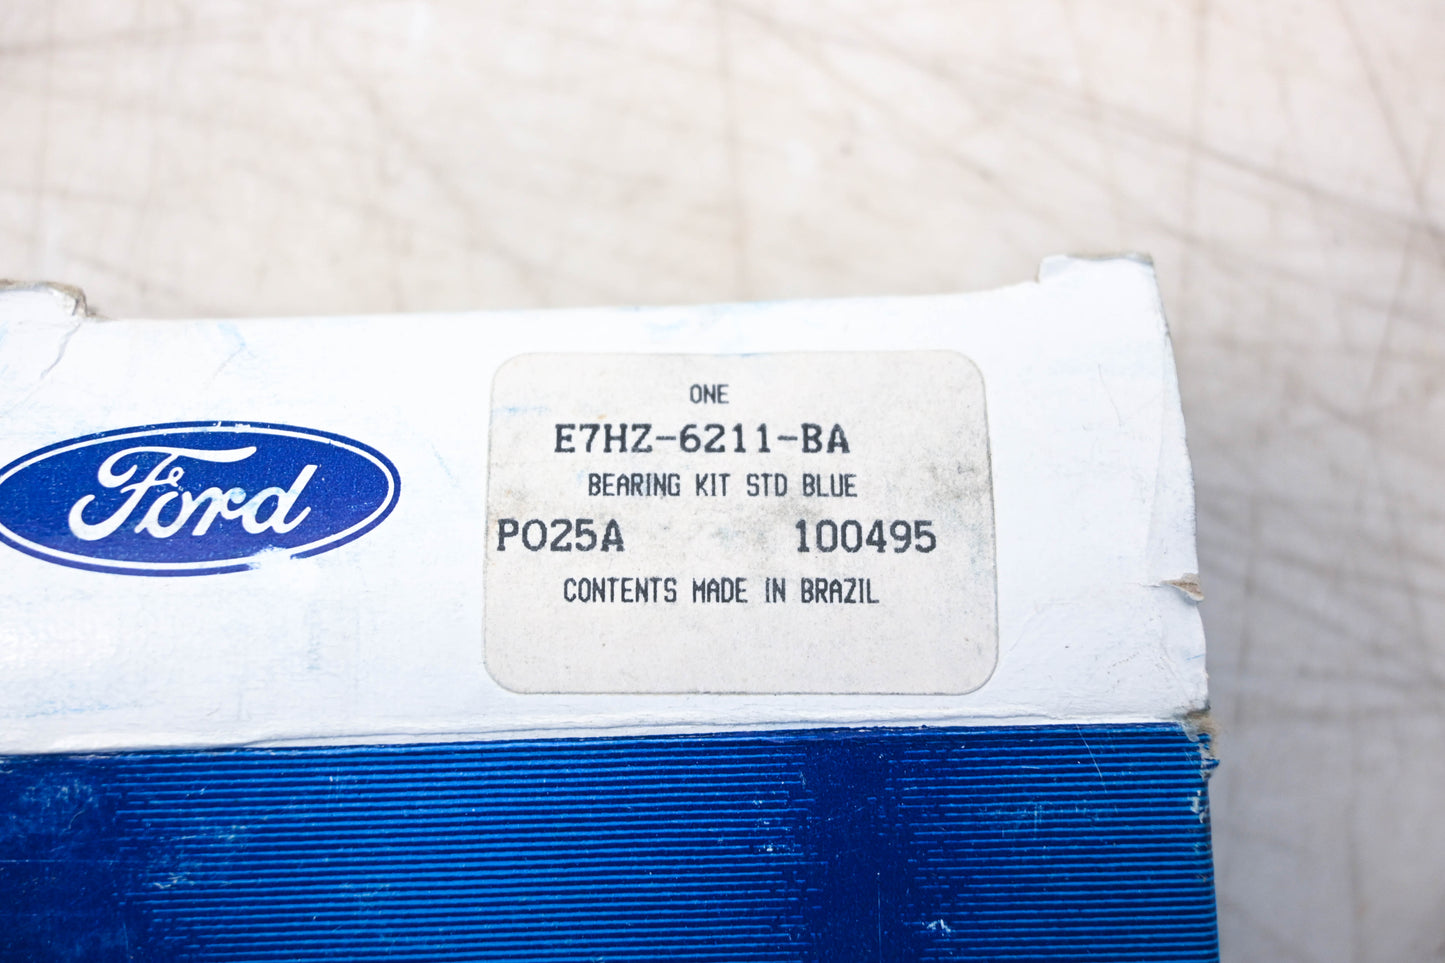 Ford
ONE
E7HZ-6211-BA
BEARING KIT STD BLUE
PO25A 100495
CONTENTS MADE IN BRAZIL